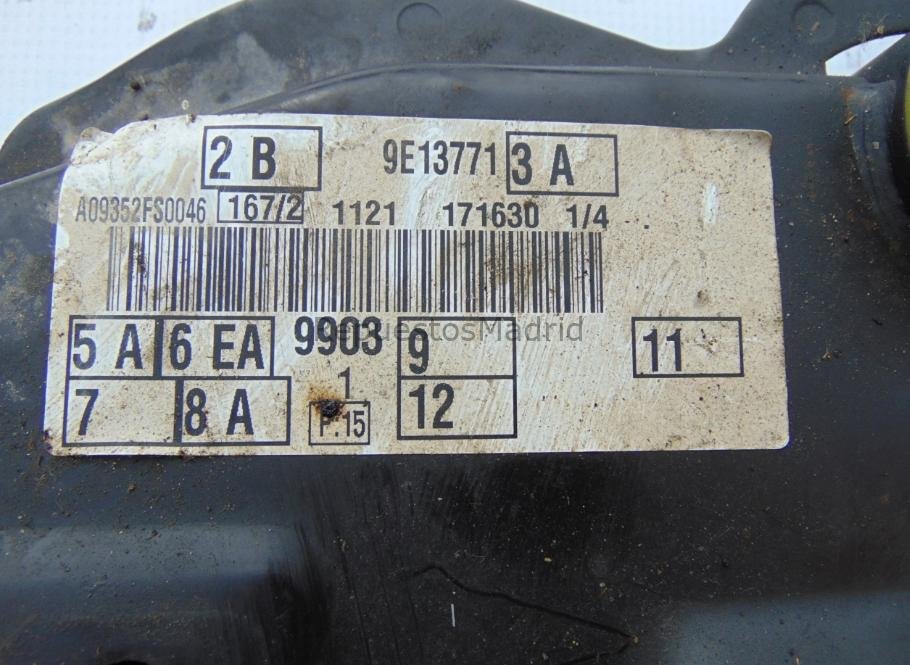 2 B 9E13771 3 A
A09352FS0046 167/2 1121 171630 1/4
5 A 6 EA 9903 9 11
RepuestosMadrid
7 8 A 1 12
P.15